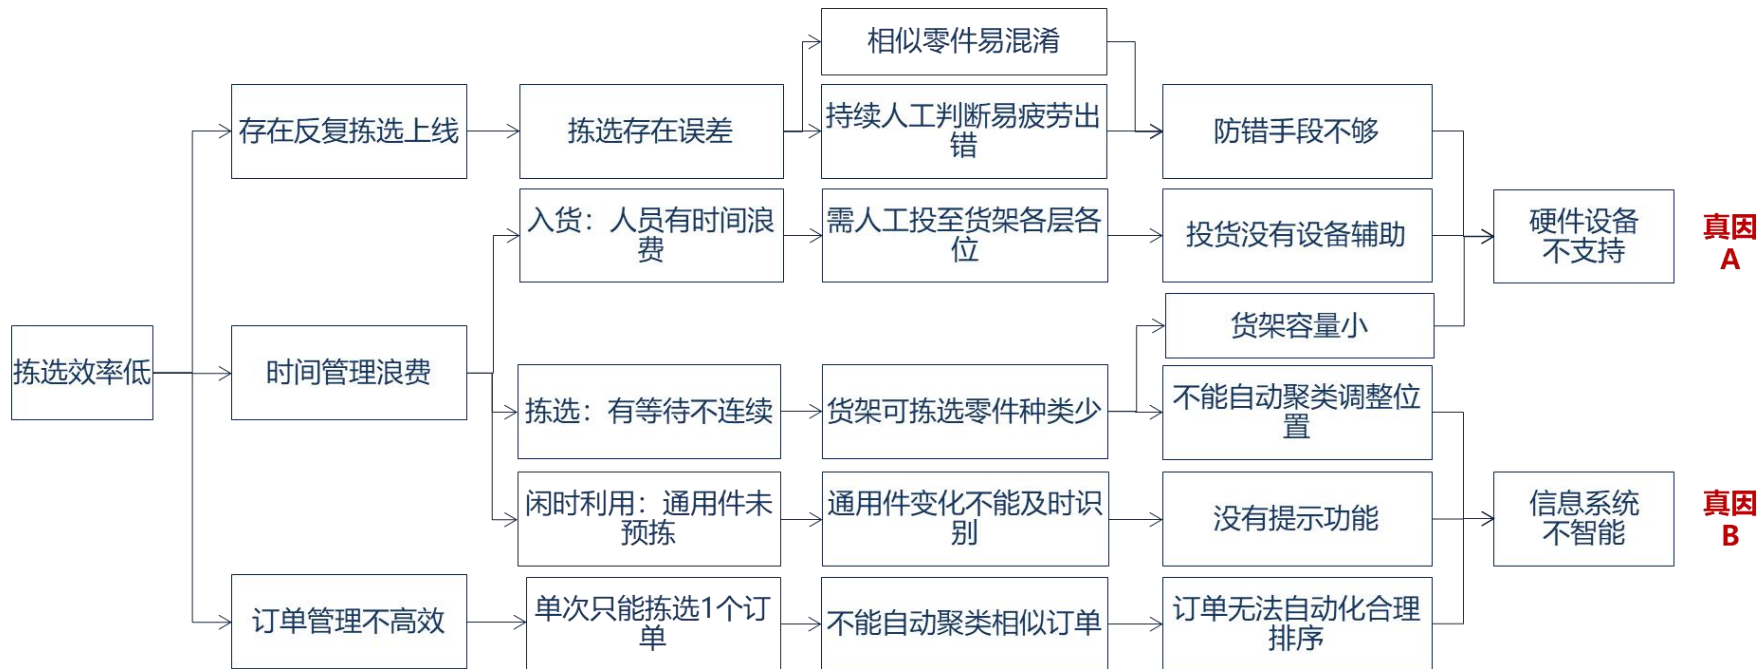 相似零件易混淆
存在反复拣选上线
拣选存在误差
持续人工判断易疲劳出
错
防错手段不够
入货：人员有时间浪
费
需人工投至货架各层各
位
投货没有设备辅助
硬件设备
不支持
真因
A
货架容量小
拣选效率低
时间管理浪费
拣选：有等待不连续
货架可拣选零件种类少
不能自动聚类调整位
置
闲时利用：通用件未
预拣
通用件变化不能及时识
别
没有提示功能
信息系统
不智能
真因
B
订单管理不高效
单次只能拣选1个订
单
不能自动聚类相似订单
订单无法自动化合理
排序